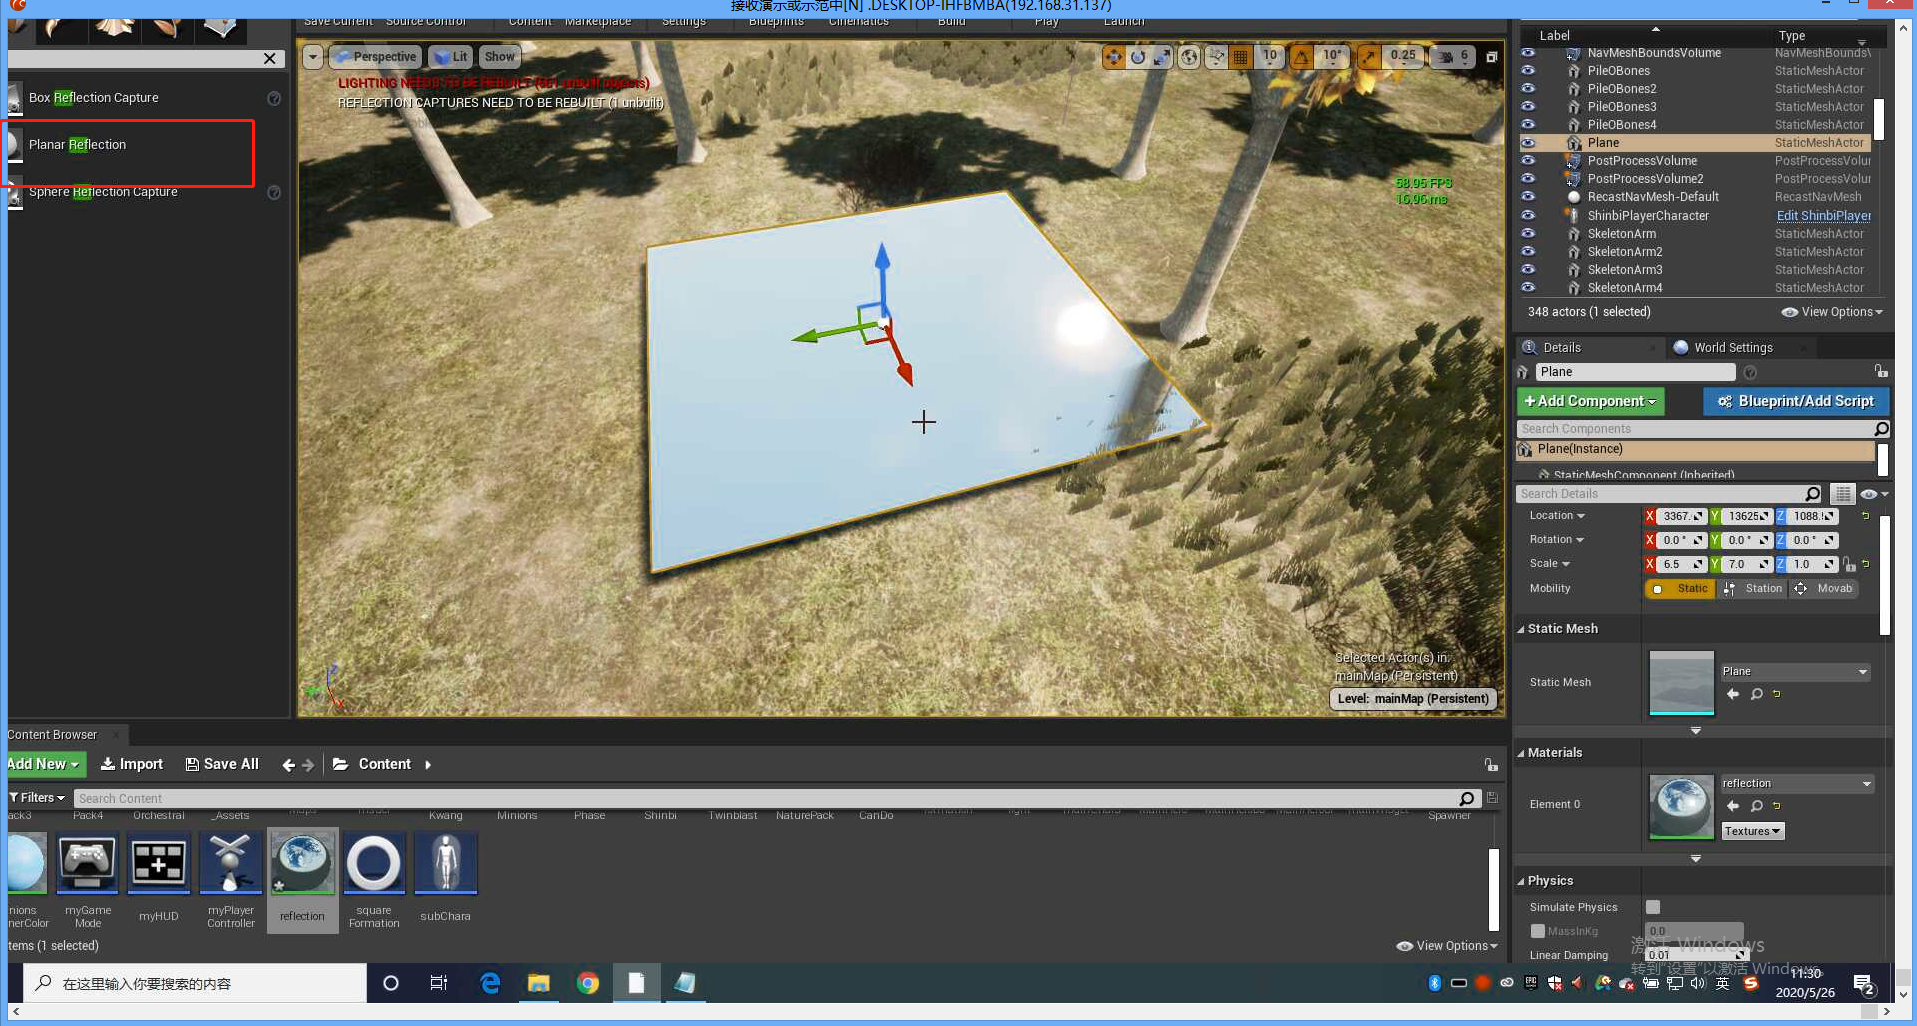 接收演示或示范中[N] .DESKTOP-IHFBMBA(192.168.31.137)
Save Current Source Control Content Marketplace Settings Blueprints Cinematics Build Play Launch
Box Reflection Capture
Planar Reflection
Sphere Reflection Capture
Perspective Lit Show
10 10° 0.25 6
LIGHTING NEEDS TO BE REBUILT
REFLECTION CAPTURES NEED TO BE REBUILT (1 unbuilt)
58.95 FPS
16.96 ms
Selected Actor(s) in:
mainMap (Persistent)
Level: mainMap (Persistent)
Label Type
NavMeshBoundsVolume NavMeshBoundsV
PileOBones StaticMeshActor
PileOBones2 StaticMeshActor
PileOBones3 StaticMeshActor
PileOBones4 StaticMeshActor
Plane StaticMeshActor
PostProcessVolume PostProcessVolur
PostProcessVolume2 PostProcessVolur
RecastNavMesh-Default RecastNavMesh
ShinbiPlayerCharacter Edit ShinbiPlayer
SkeletonArm StaticMeshActor
SkeletonArm2 StaticMeshActor
SkeletonArm3 StaticMeshActor
SkeletonArm4 StaticMeshActor
348 actors (1 selected) View Options
Details World Settings
Plane
+Add Component Blueprint/Add Script
Search Components
Plane(Instance)
StaticMeshComponent (Inherited)
Search Details
Location X 3367. Y 13625 Z 1088.
Rotation X 0.0 ° Y 0.0 ° Z 0.0 °
Scale X 6.5 Y 7.0 Z 1.0
Mobility Static Station Movab
Static Mesh
Static Mesh Plane
Materials
Element 0 reflection
Textures
Physics
Simulate Physics
MassInKg 0.0
Linear Damping 0.01
激活 Windows
转到"设置"以激活 Windows。
Content Browser
Add New Import Save All Content
Filters Search Content
ack3 Pack4 Orchestral _Assets Maps Kwang Minions Phase Shinbi Twinblast NaturePack CanDo Spawner
nions
nerColor
myGame
Mode
myHUD
myPlayer
Controller
reflection
square
Formation
subChara
tems (1 selected) View Options
在这里输入你要搜索的内容
英
11:30
2020/5/26
2